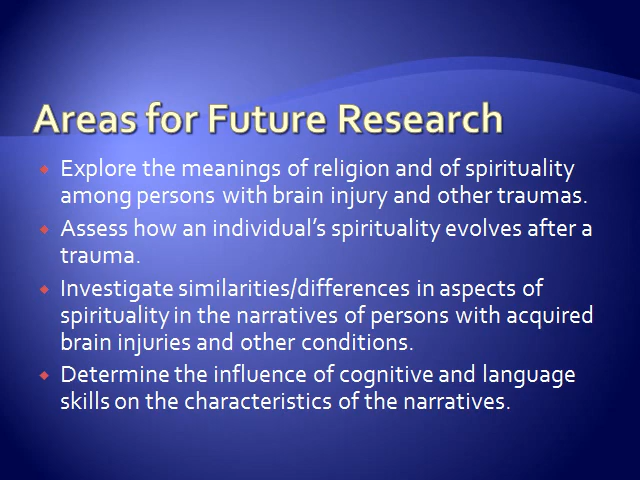 Areas for Future Research
Explore the meanings of religion and of spirituality
among persons with brain injury and other traumas.
Assess how an individual’s spirituality evolves after a
trauma.
Investigate similarities/differences in aspects of
spirituality in the narratives of persons with acquired
brain injuries and other conditions.
Determine the influence of cognitive and language
skills on the characteristics of the narratives.